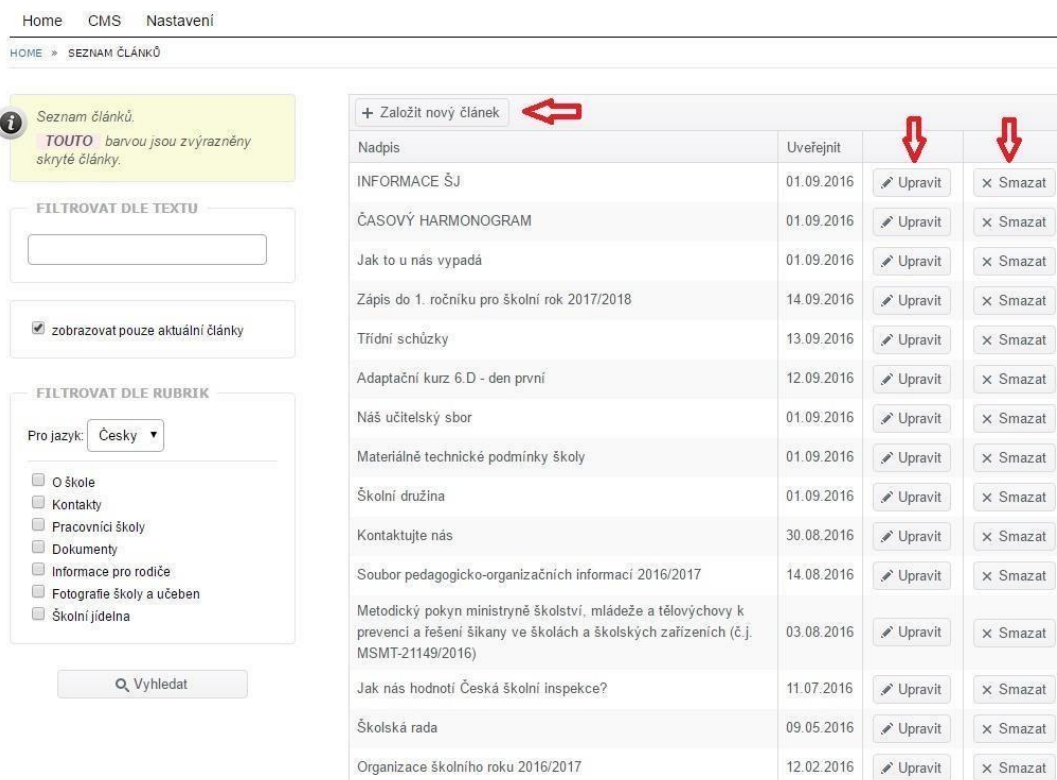 Home CMS Nastavení
HOME » SEZNAM ČLÁNKŮ
Seznam článků.
TOUTO barvou jsou zvýrazněny
skryté články.
FILTROVAT DLE TEXTU
zobrazovat pouze aktuální články
FILTROVAT DLE RUBRIK
Pro jazyk: Česky
O škole
Kontakty
Pracovníci školy
Dokumenty
Informace pro rodiče
Fotografie školy a učeben
Školní jídelna
Vyhledat
+ Založit nový článek
Nadpis Uveřejnit
INFORMACE ŠJ 01.09.2016 Upravit × Smazat
ČASOVÝ HARMONOGRAM 01.09.2016 Upravit × Smazat
Jak to u nás vypadá 01.09.2016 Upravit × Smazat
Zápis do 1. ročníku pro školní rok 2017/2018 14.09.2016 Upravit × Smazat
Třídní schůzky 13.09.2016 Upravit × Smazat
Adaptační kurz 6.D - den první 12.09.2016 Upravit × Smazat
Náš učitelský sbor 01.09.2016 Upravit × Smazat
Materiálně technické podmínky školy 01.09.2016 Upravit × Smazat
Školní družina 01.09.2016 Upravit × Smazat
Kontaktujte nás 30.08.2016 Upravit × Smazat
Soubor pedagogicko-organizačních informací 2016/2017 14.08.2016 Upravit × Smazat
Metodický pokyn ministryně školství, mládeže a tělovýchovy k
prevenci a řešení šikany ve školách a školských zařízeních (č.j. 03.08.2016 Upravit × Smazat
MSMT-21149/2016)
Jak nás hodnotí Česká školní inspekce? 11.07.2016 Upravit × Smazat
Školská rada 09.05.2016 Upravit × Smazat
Organizace školního roku 2016/2017 12.02.2016 Upravit × Smazat